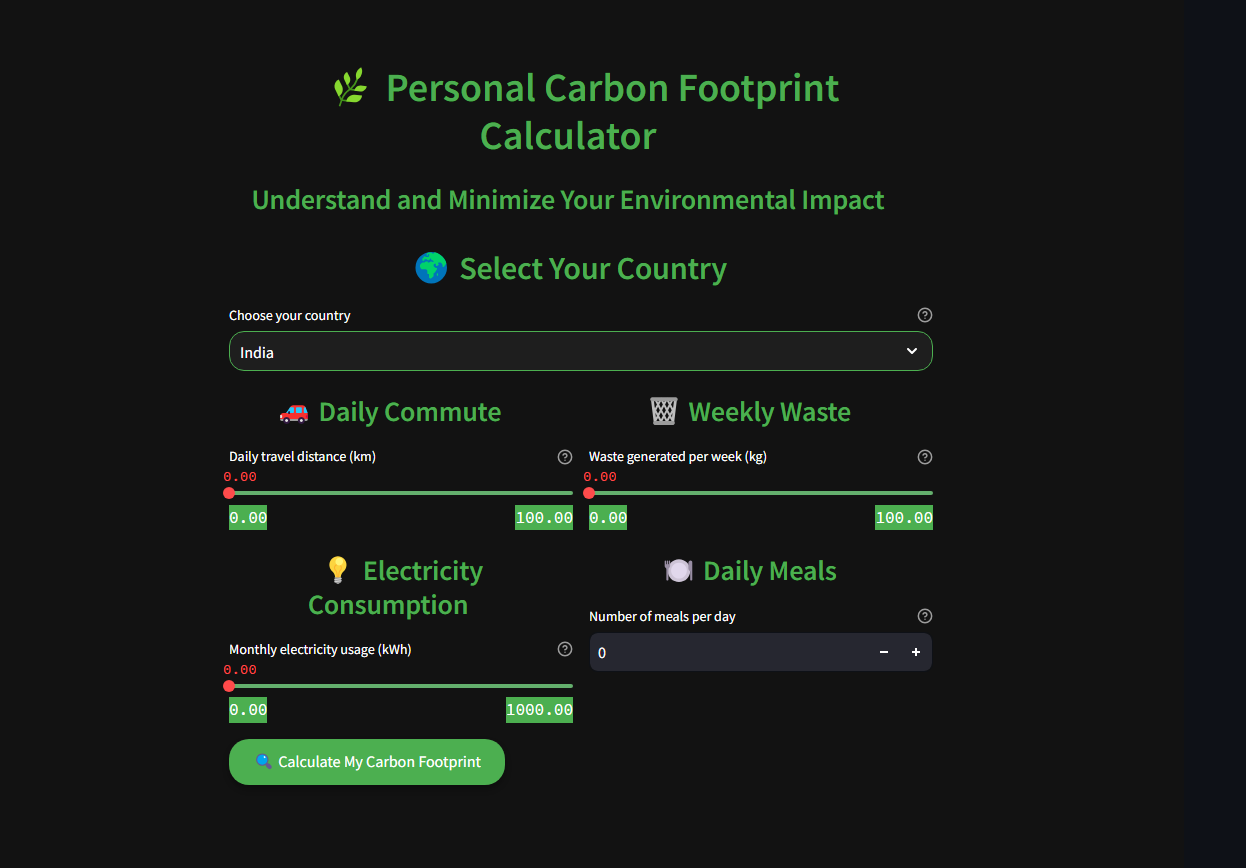 Personal Carbon Footprint
Calculator
Understand and Minimize Your Environmental Impact
Select Your Country
Choose your country
India
Daily Commute
Daily travel distance (km)
0.00
0.00 100.00
Weekly Waste
Waste generated per week (kg)
0.00
0.00 100.00
Electricity
Consumption
Monthly electricity usage (kWh)
0.00
0.00 1000.00
Daily Meals
Number of meals per day
0
Calculate My Carbon Footprint